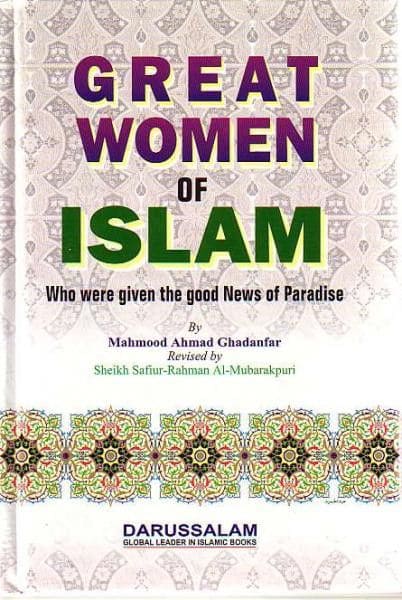 GREAT
WOMEN
OF
ISLAM
Who were given the good News of Paradise
By
Mahmood Ahmad Ghadanfar
Revised by
Sheikh Safiur-Rahman Al-Mubarakpuri
DARUSSALAM
GLOBAL LEADER IN ISLAMIC BOOKS